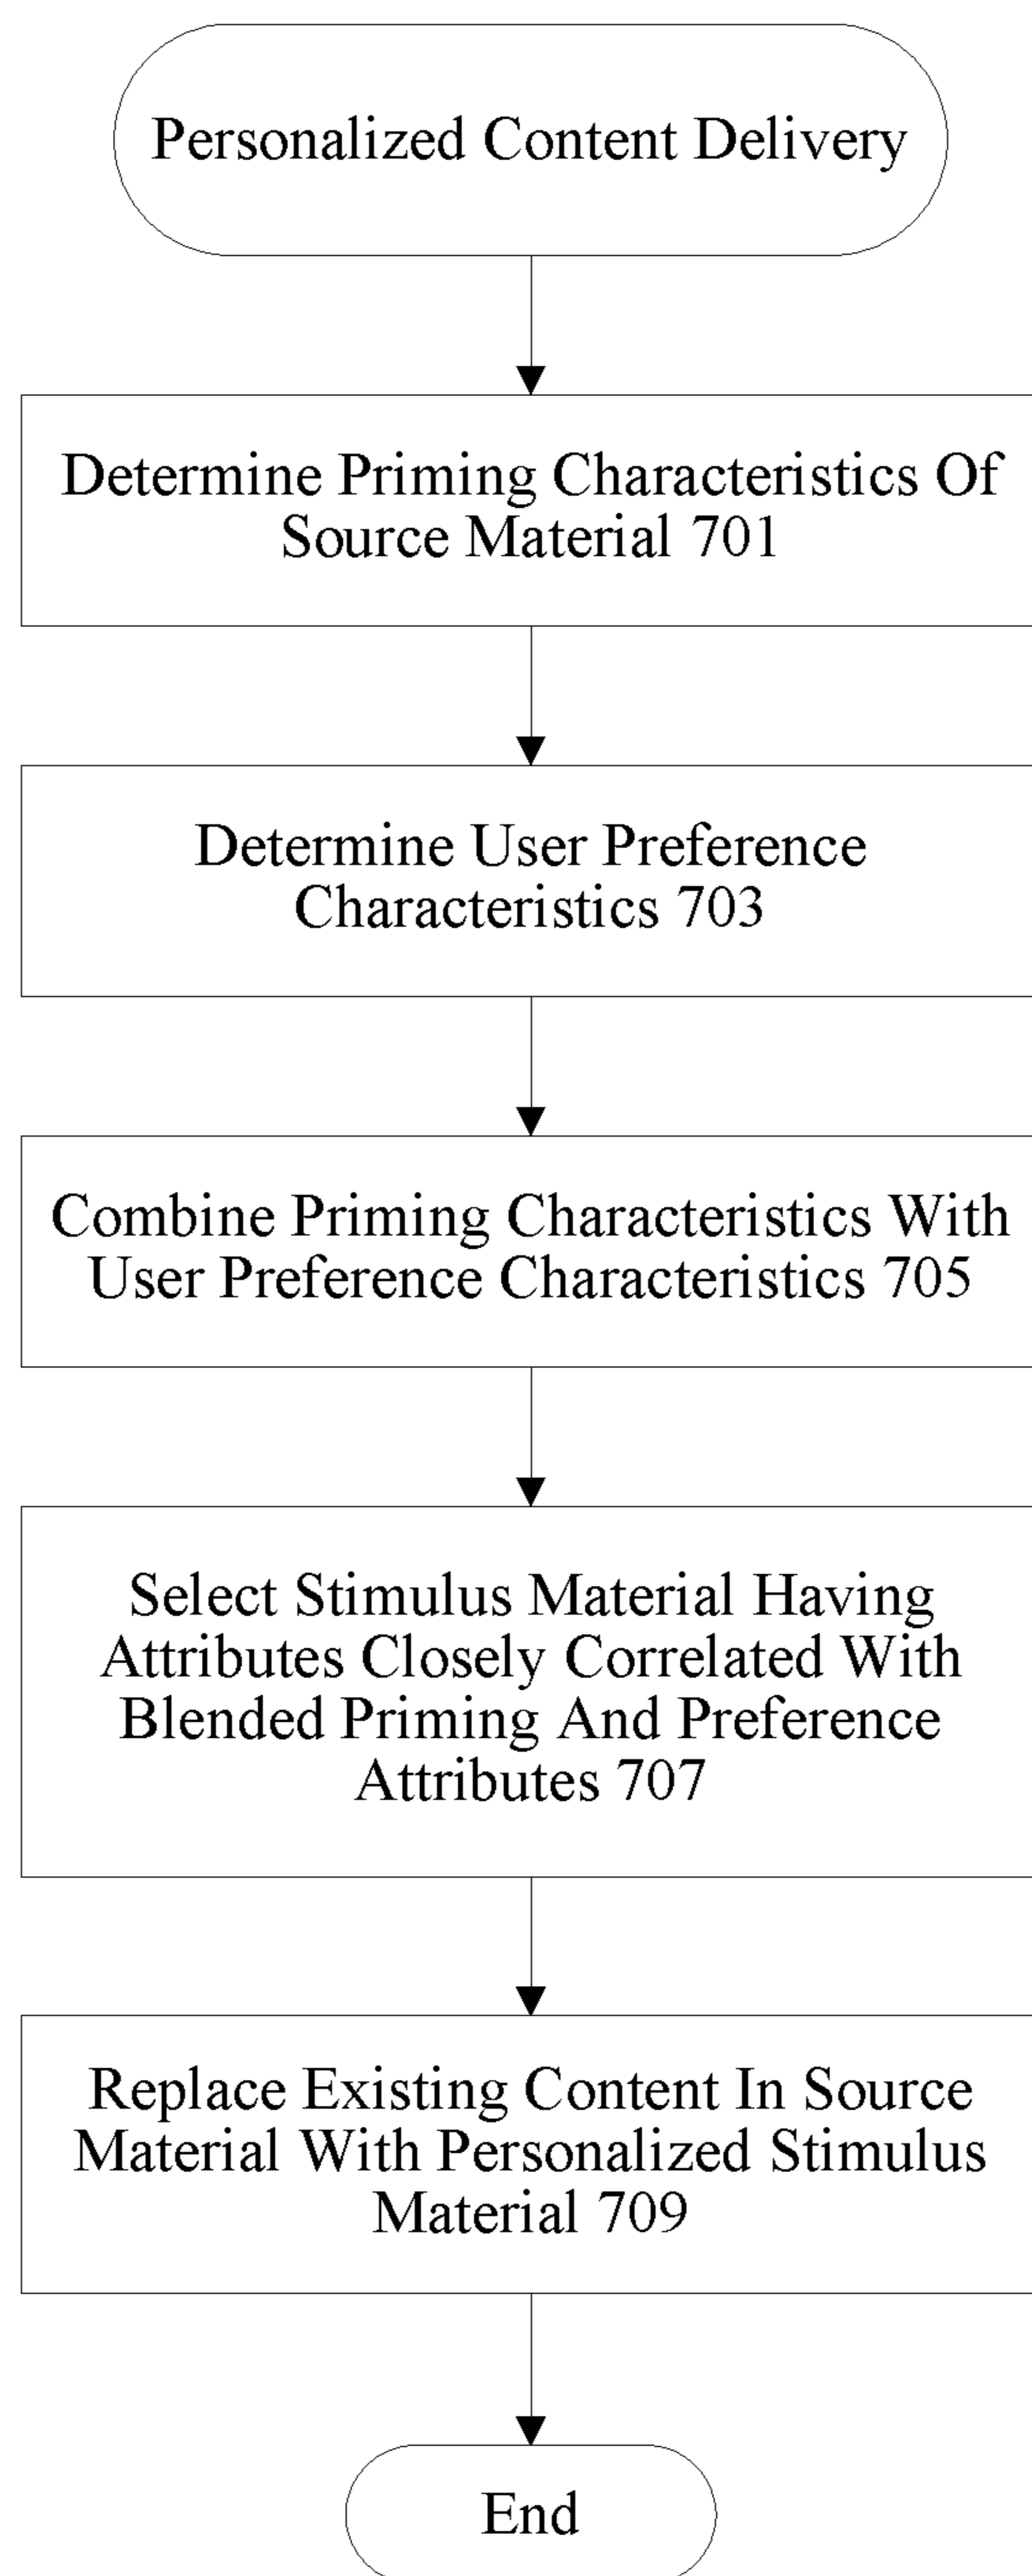 Personalized Content Delivery
Determine Priming Characteristics Of
Source Material 701
Determine User Preference
Characteristics 703
Combine Priming Characteristics With
User Preference Characteristics 705
Select Stimulus Material Having
Attributes Closely Correlated With
Blended Priming And Preference
Attributes 707
Replace Existing Content In Source
Material With Personalized Stimulus
Material 709
End